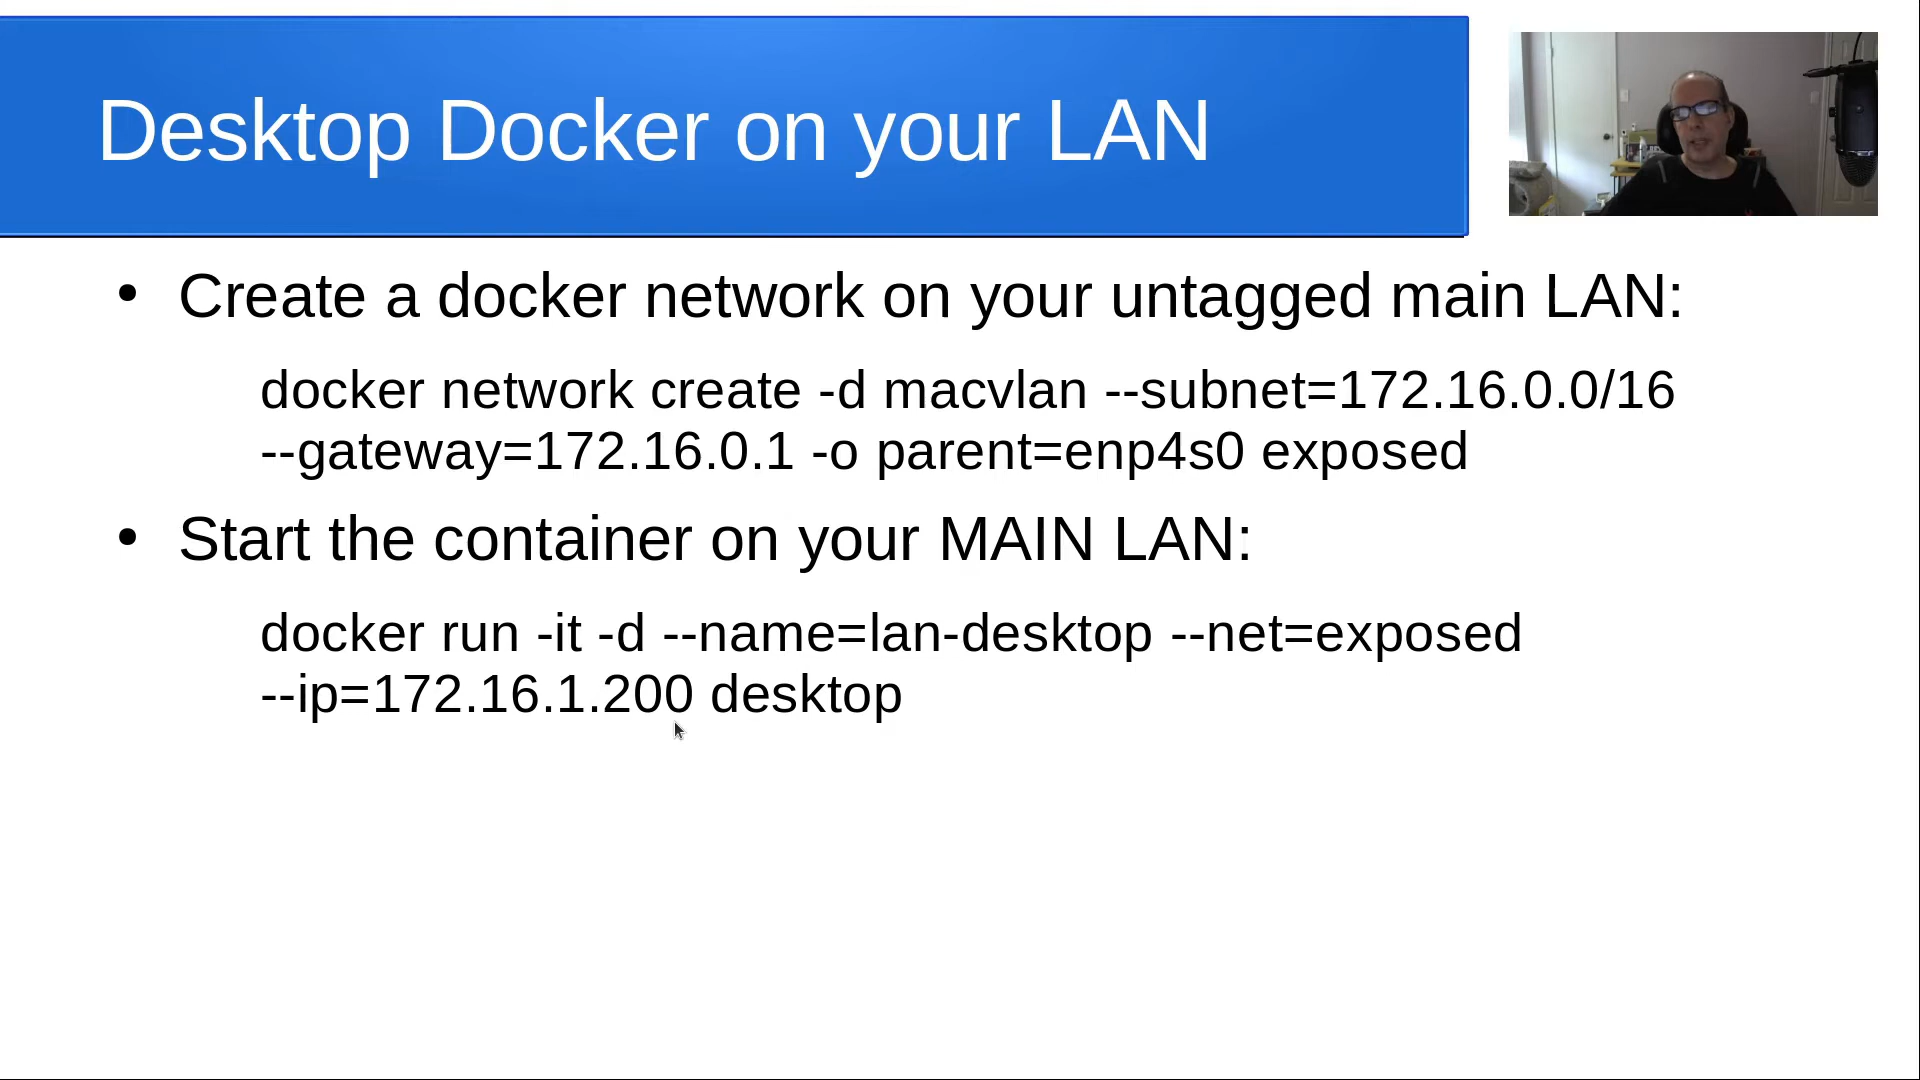 Desktop Docker on your LAN
• Create a docker network on your untagged main LAN:
docker network create -d macvlan --subnet=172.16.0.0/16
--gateway=172.16.0.1 -o parent=enp4s0 exposed
• Start the container on your MAIN LAN:
docker run -it -d --name=lan-desktop --net=exposed
--ip=172.16.1.200 desktop